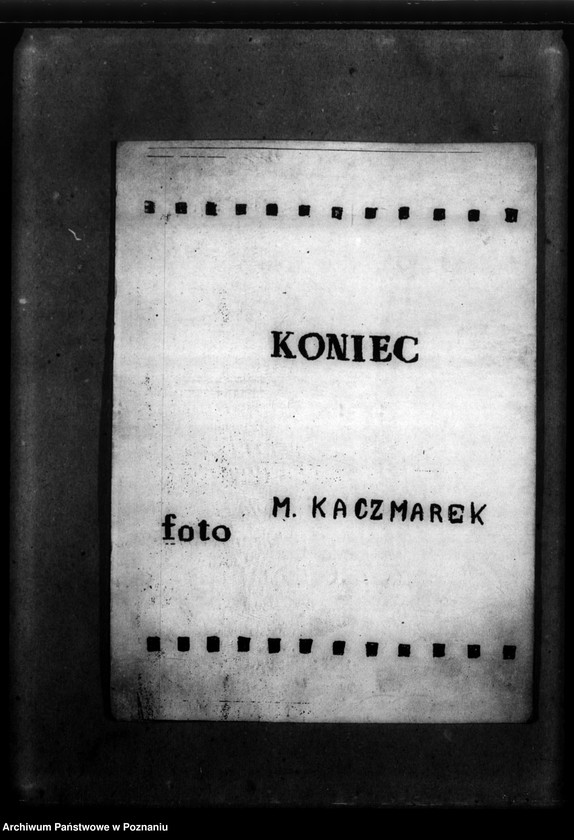 KONIEC
M. KACZMAREK
foto
Archiwum Państwowe w Poznaniu